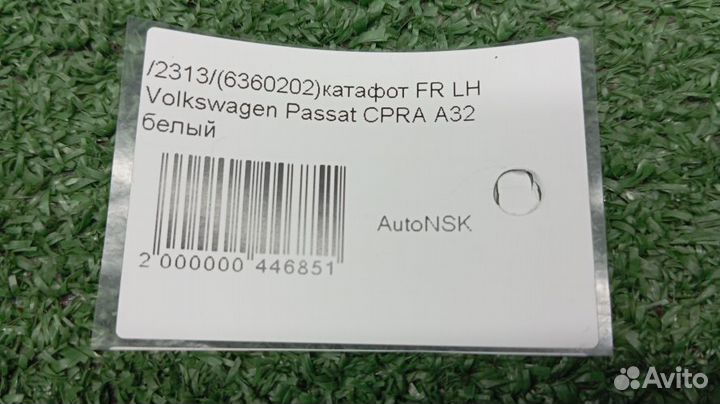 /2313/(6360202)катафот FR LH
Volkswagen Passat CPRA A32
белый
AutoNSK
2 000000 446851
Avito